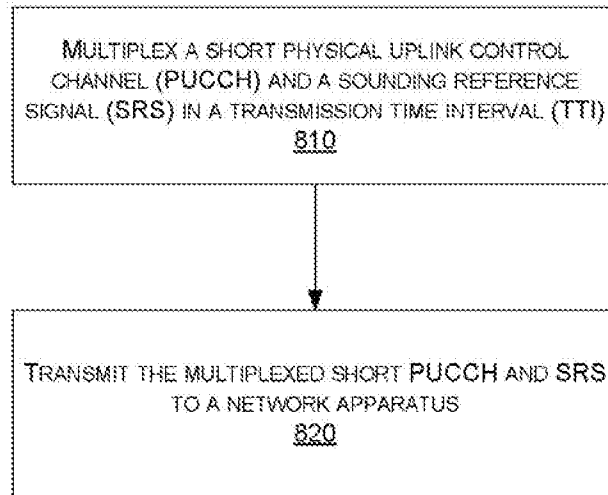 MULTIPLEX A SHORT PHYSICAL UPLINK CONTROL
CHANNEL (PUCCH) AND A SOUNDING REFERENCE
SIGNAL (SRS) IN A TRANSMISSION TIME INTERVAL (TTI)
810
TRANSMIT THE MULTIPLEXED SHORT PUCCH AND SRS
TO A NETWORK APPARATUS
820